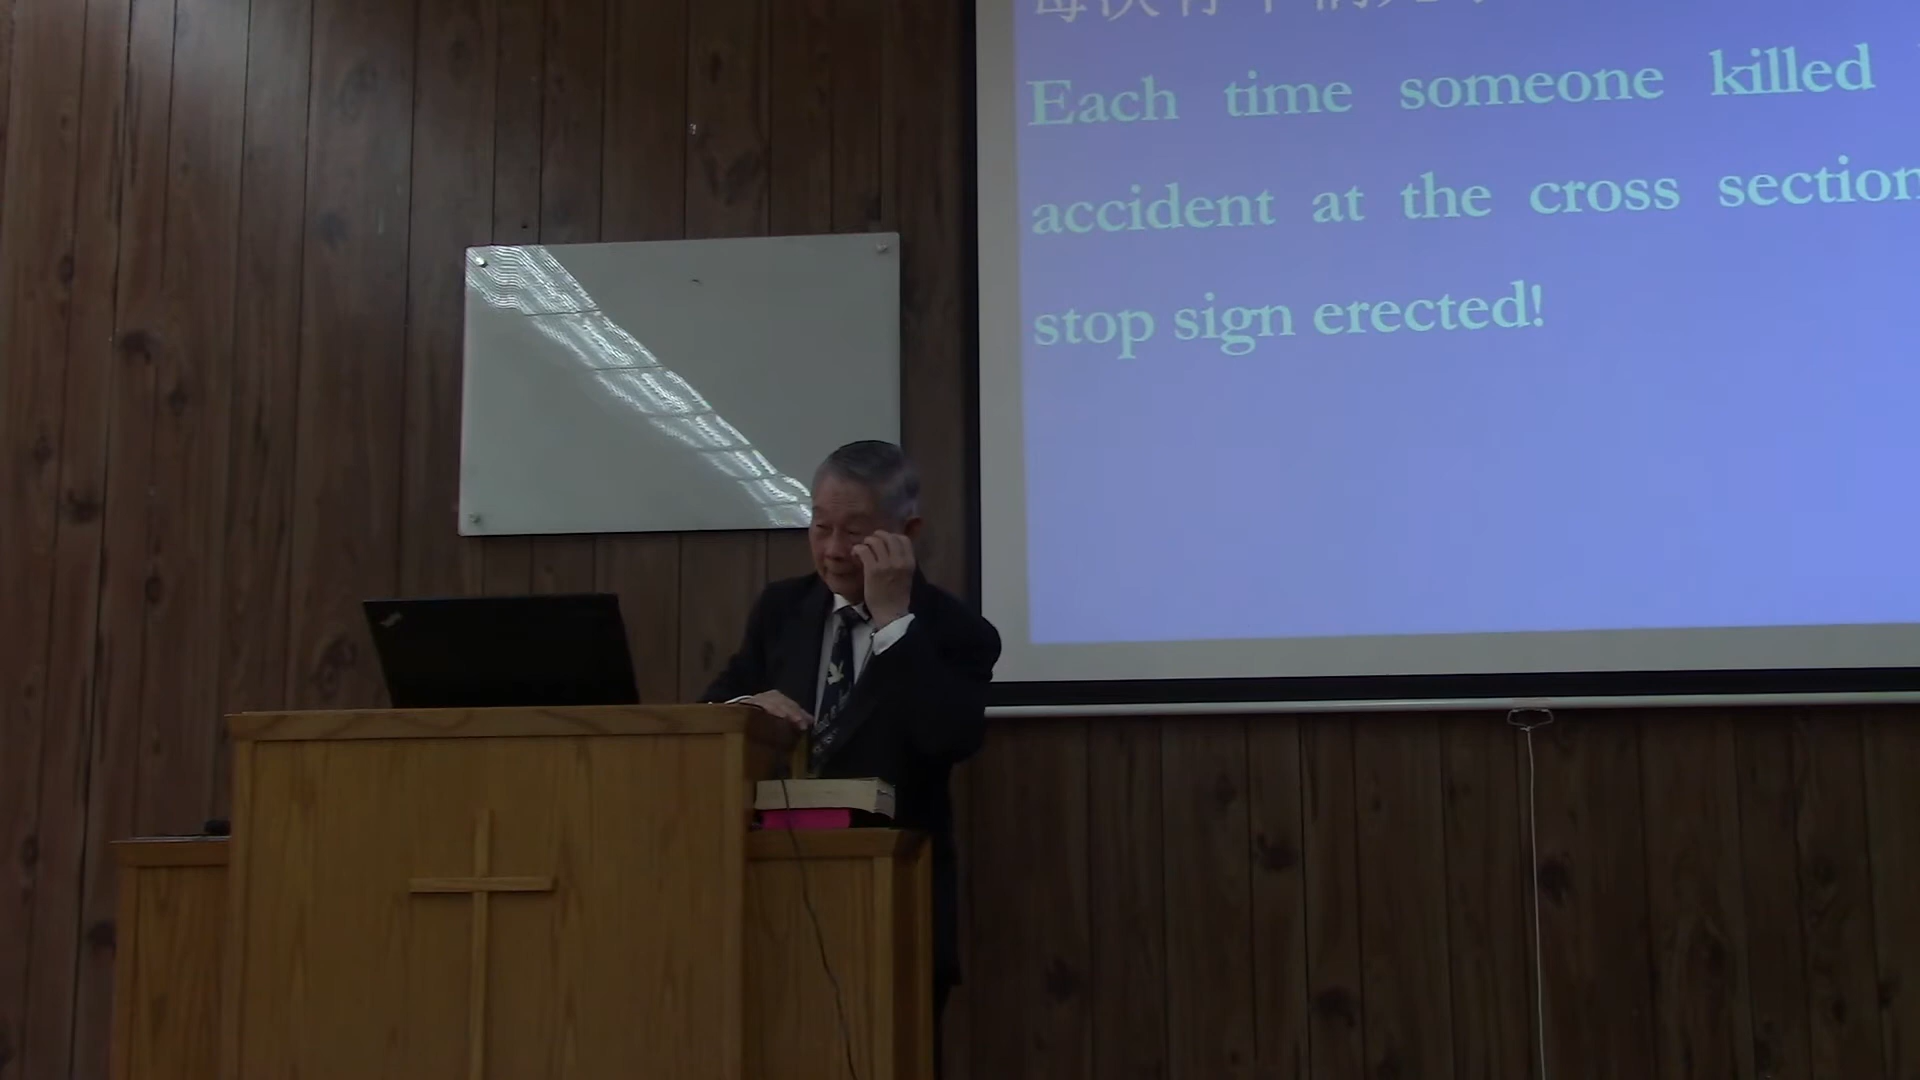 Each time someone killed
accident at the cross section
stop sign erected!